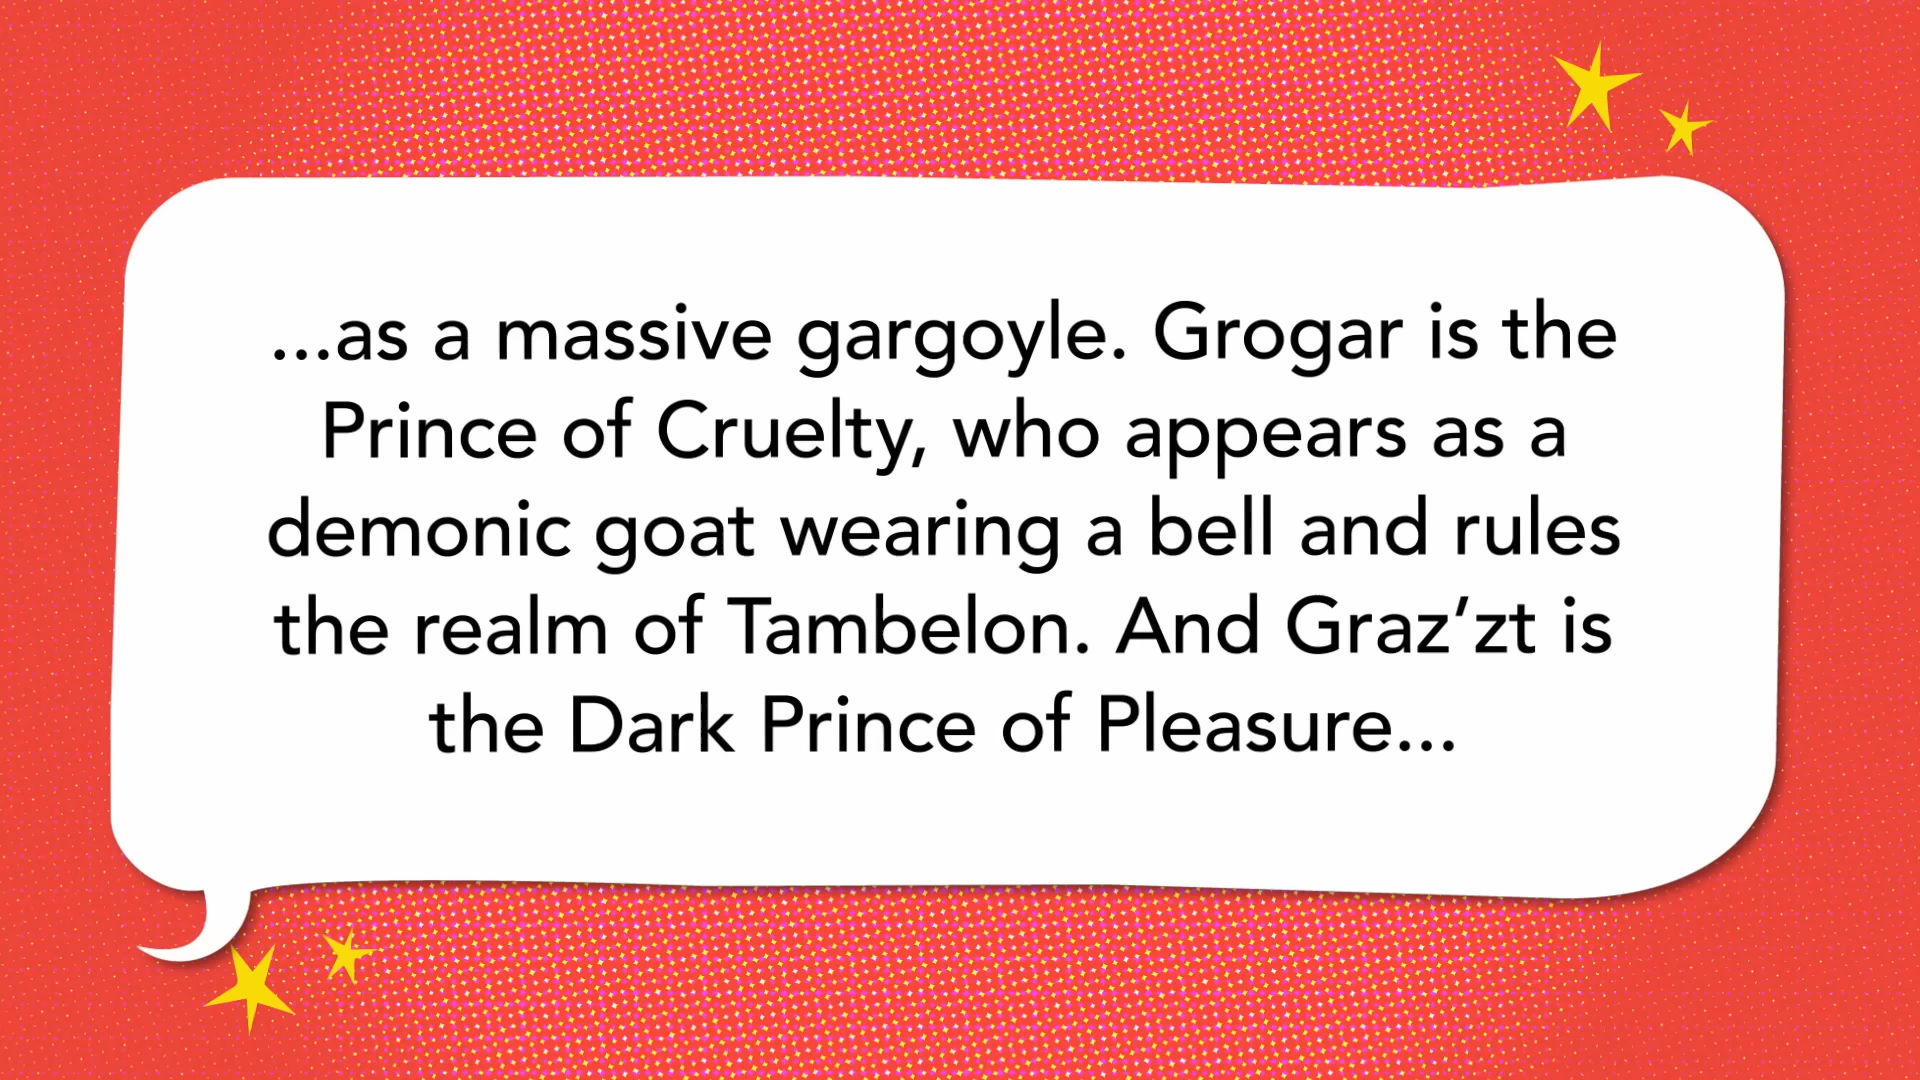 ...as a massive gargoyle. Grogar is the
Prince of Cruelty, who appears as a
demonic goat wearing a bell and rules
the realm of Tambelon. And Graz’zt is
the Dark Prince of Pleasure...